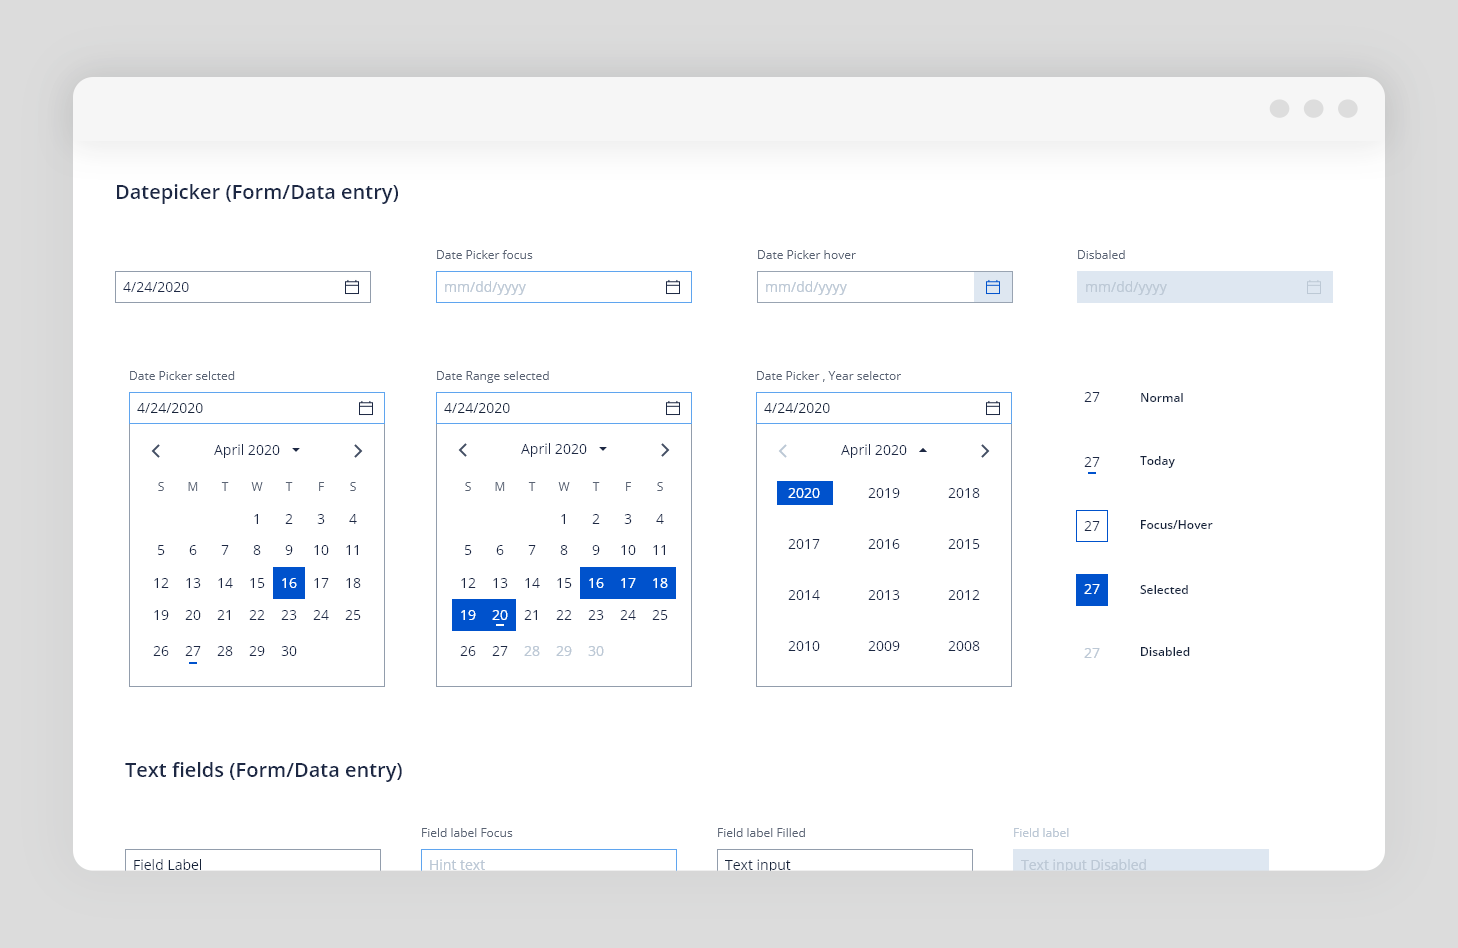 Datepicker (Form/Data entry)
Date Picker focus
Date Picker hover
Disbaled
4/24/2020
mm/dd/yyyy
mm/dd/yyyy
mm/dd/yyyy
Date Picker selcted
4/24/2020
April 2020
S M T W T F S
1 2 3 4
5 6 7 8 9 10 11
12 13 14 15 16 17 18
19 20 21 22 23 24 25
26 27 28 29 30
Date Range selected
4/24/2020
April 2020
S M T W T F S
1 2 3 4
5 6 7 8 9 10 11
12 13 14 15 16 17 18
19 20 21 22 23 24 25
26 27 28 29 30
Date Picker , Year selector
4/24/2020
April 2020
2020 2019 2018
2017 2016 2015
2014 2013 2012
2010 2009 2008
27 Normal
27 Today
27 Focus/Hover
27 Selected
27 Disabled
Text fields (Form/Data entry)
Field label Focus
Field label Filled
Field label
Field Label
Hint text
Text input
Text input Disabled